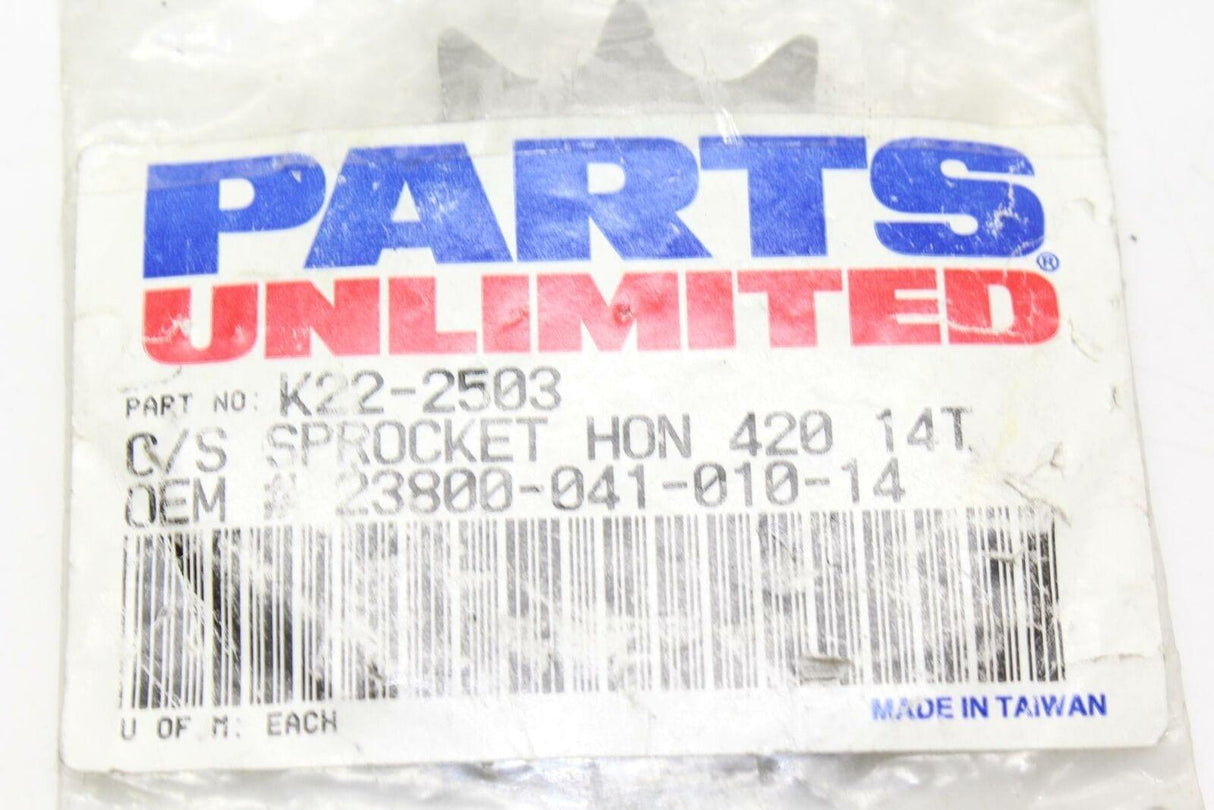 PARTS
UNLIMITED®
PART NO: K22-2503
C/S SPROCKET HON 420 14T
OEM # 23800-041-010-14
U OF M: EACH
MADE IN TAIWAN